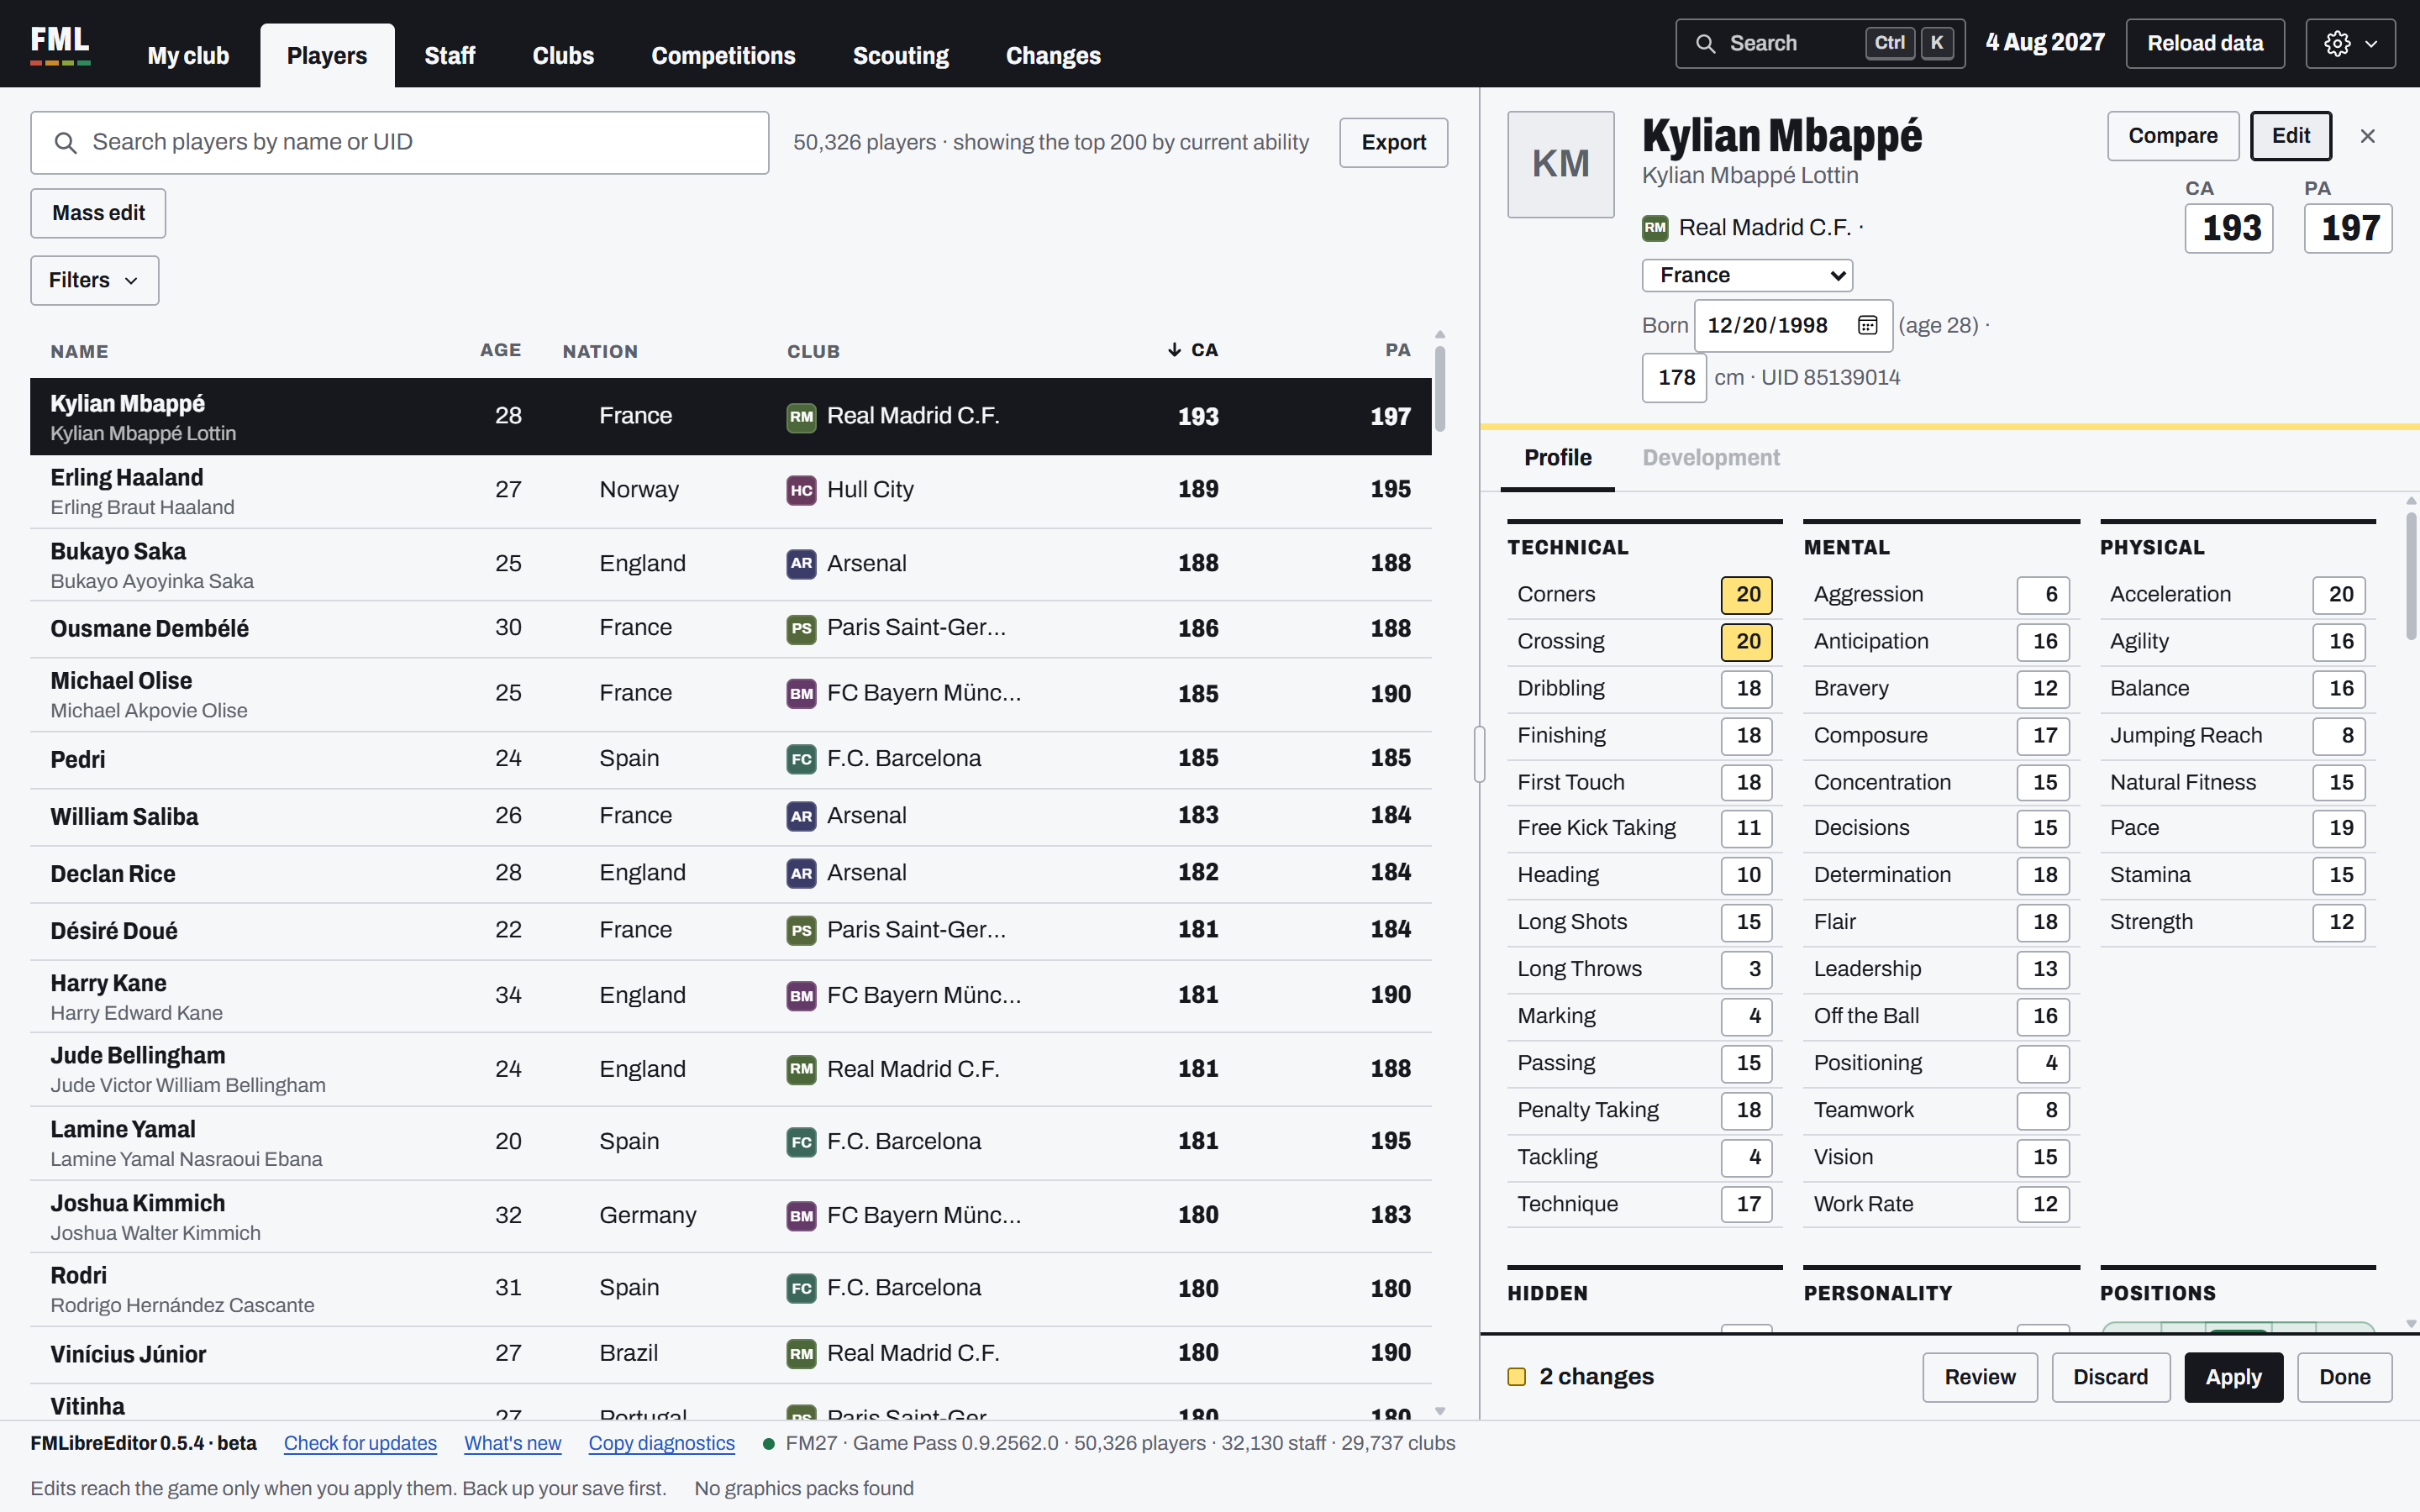 FML My club Players Staff Clubs Competitions Scouting Changes Search Ctrl K 4 Aug 2027 Reload data
Search players by name or UID 50,326 players · showing the top 200 by current ability Export
Mass edit
Filters
NAME AGE NATION CLUB CA PA
Kylian Mbappé 28 France RM Real Madrid C.F. 193 197
Kylian Mbappé Lottin
Erling Haaland 27 Norway HC Hull City 189 195
Erling Braut Haaland
Bukayo Saka 25 England AR Arsenal 188 188
Bukayo Ayoyinka Saka
Ousmane Dembélé 30 France PS Paris Saint-Ger... 186 188
Michael Olise 25 France BM FC Bayern Münc... 185 190
Michael Akpovie Olise
Pedri 24 Spain FC F.C. Barcelona 185 185
William Saliba 26 France AR Arsenal 183 184
Declan Rice 28 England AR Arsenal 182 184
Désiré Doué 22 France PS Paris Saint-Ger... 181 184
Harry Kane 34 England BM FC Bayern Münc... 181 190
Harry Edward Kane
Jude Bellingham 24 England RM Real Madrid C.F. 181 188
Jude Victor William Bellingham
Lamine Yamal 20 Spain FC F.C. Barcelona 181 195
Lamine Yamal Nasraoui Ebana
Joshua Kimmich 32 Germany BM FC Bayern Münc... 180 183
Joshua Walter Kimmich
Rodri 31 Spain FC F.C. Barcelona 180 180
Rodrigo Hernández Cascante
Vinícius Júnior 27 Brazil RM Real Madrid C.F. 180 190
Vitinha 27 Portugal PS Paris Saint-Ger 180 180
KM
Kylian Mbappé Compare Edit
Kylian Mbappé Lottin
CA PA
193 197
RM Real Madrid C.F. ·
France
Born 12/20/1998 (age 28) ·
178 cm · UID 85139014
Profile Development
TECHNICAL
Corners 20
Crossing 20
Dribbling 18
Finishing 18
First Touch 18
Free Kick Taking 11
Heading 10
Long Shots 15
Long Throws 3
Marking 4
Passing 15
Penalty Taking 18
Tackling 4
Technique 17
MENTAL
Aggression 6
Anticipation 16
Bravery 12
Composure 17
Concentration 15
Decisions 15
Determination 18
Flair 18
Leadership 13
Off the Ball 16
Positioning 4
Teamwork 8
Vision 15
Work Rate 12
PHYSICAL
Acceleration 20
Agility 16
Balance 16
Jumping Reach 8
Natural Fitness 15
Pace 19
Stamina 15
Strength 12
HIDDEN PERSONALITY POSITIONS
2 changes Review Discard Apply Done
FMLibreEditor 0.5.4 · beta Check for updates What's new Copy diagnostics FM27 · Game Pass 0.9.2562.0 · 50,326 players · 32,130 staff · 29,737 clubs
Edits reach the game only when you apply them. Back up your save first. No graphics packs found